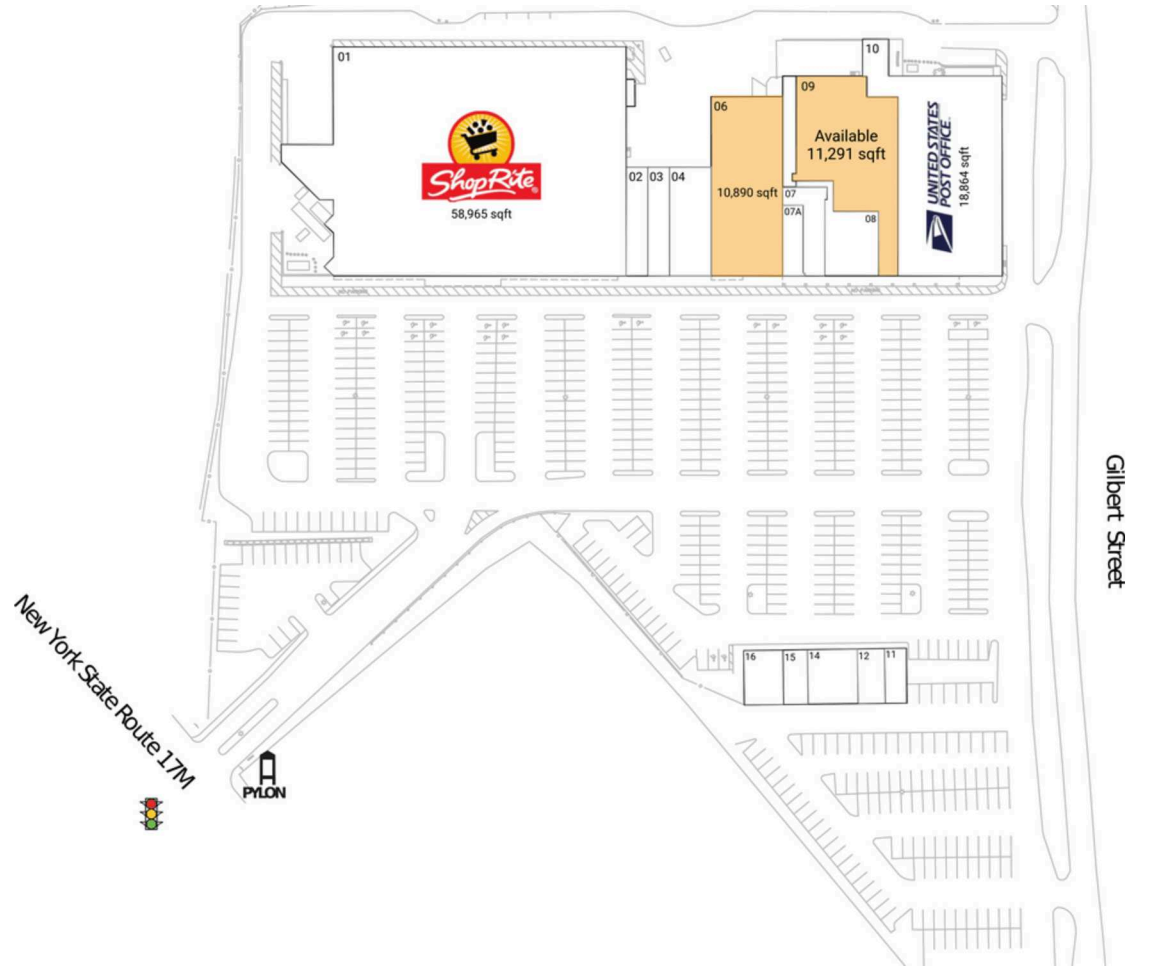 01
ShopRite
58,965 sqft
02
03
04
06
10,890 sqft
07
07A
08
09
Available
11,291 sqft
10
UNITED STATES
POST OFFICE
18,864 sqft
Gilbert Street
New York State Route 17M
PYLON
16
15
14
12
11